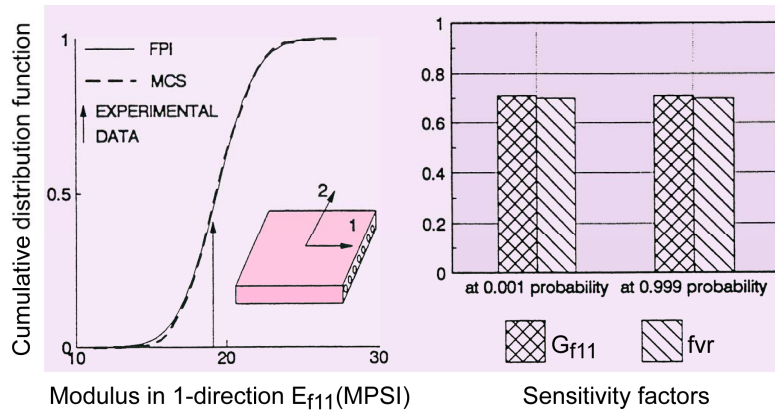 Cumulative distribution function
1
0.5
0
10
20
30
FPI
MCS
EXPERIMENTAL
DATA
2
1
Modulus in 1-direction Ef11(MPSI)
1
0.8
0.6
0.4
0.2
0
at 0.001 probability
at 0.999 probability
Gf11
fvr
Sensitivity factors